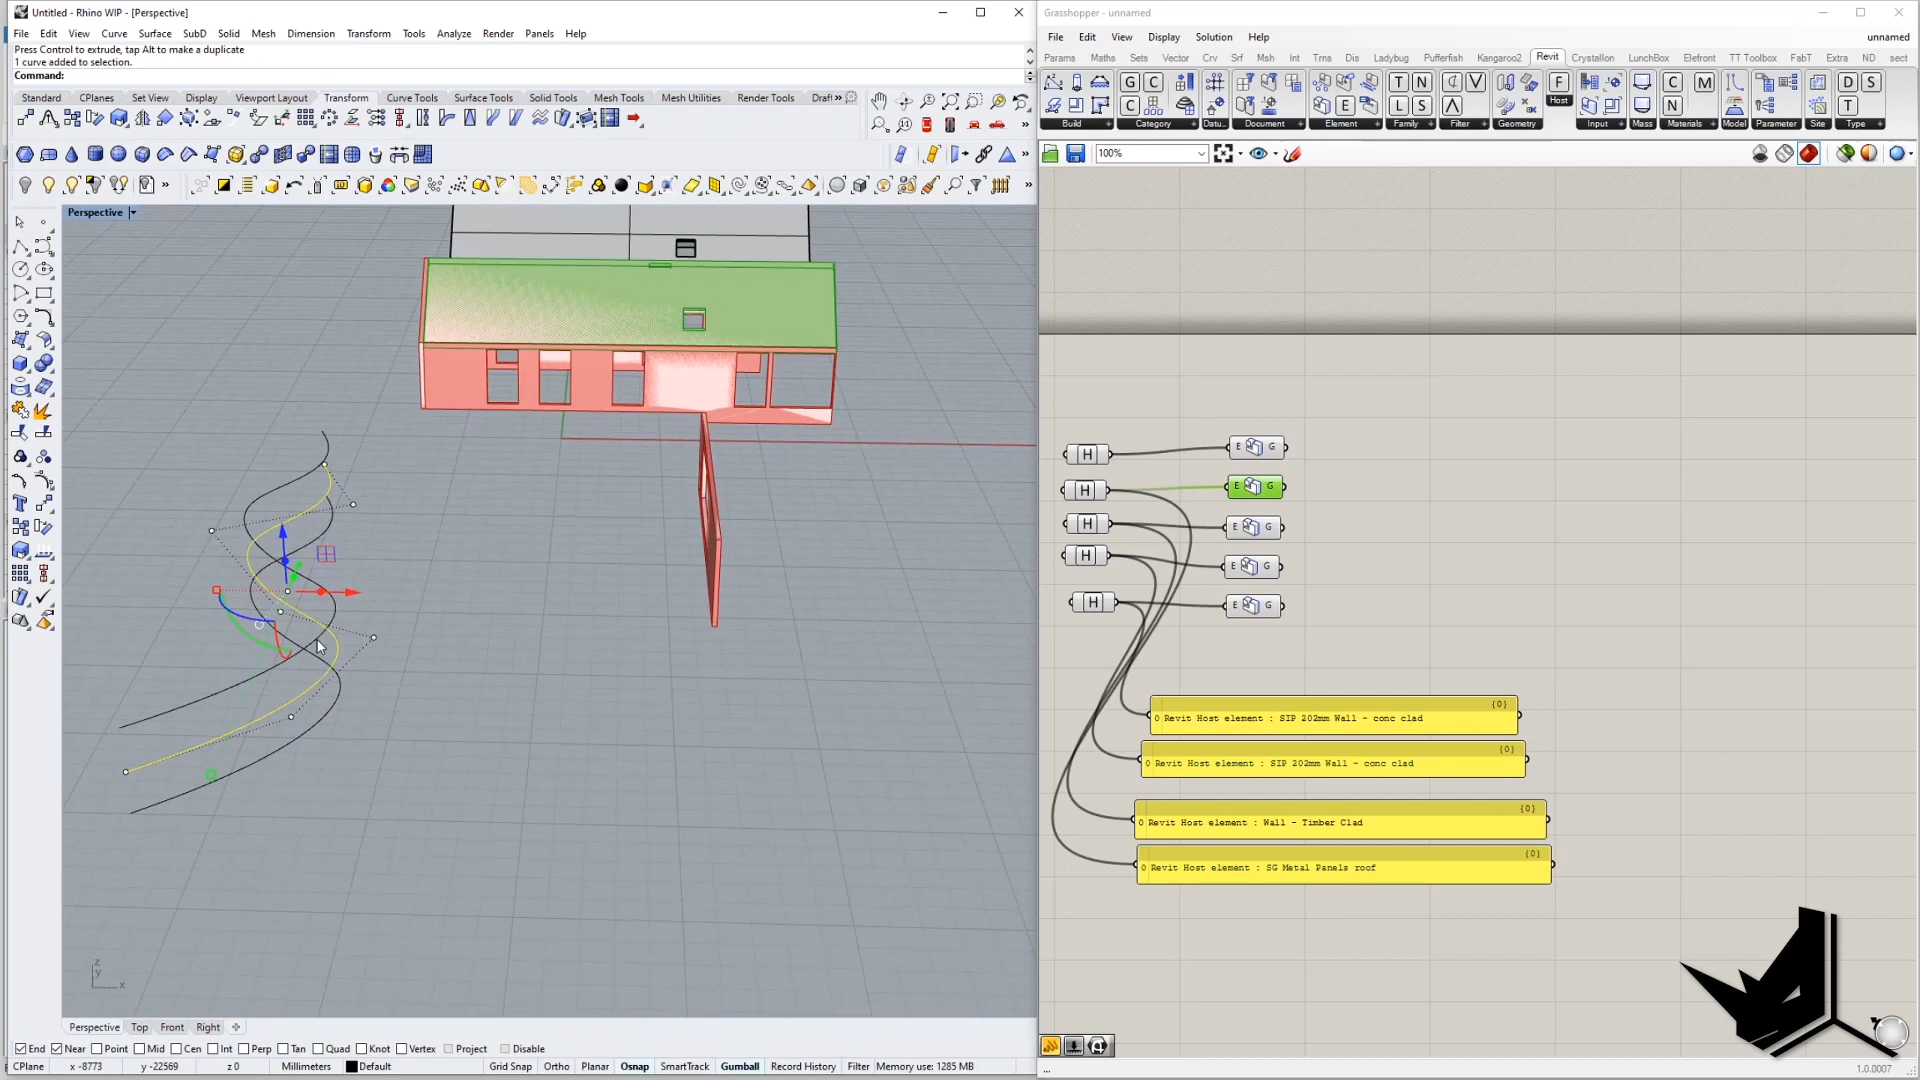 Untitled - Rhino WIP - [Perspective]
File Edit View Curve Surface SubD Solid Mesh Dimension Transform Tools Analyze Render Panels Help
Press Control to extrude, tap Alt to make a duplicate
1 curve added to selection.
Command:
Standard CPlanes Set View Display Viewport Layout Transform Curve Tools Surface Tools Solid Tools Mesh Tools Mesh Utilities Render Tools Draft »
Perspective
z
y
x
Perspective Top Front Right
End Near Point Mid Cen Int Perp Tan Quad Knot Vertex Project Disable
CPlane x -8773 y -22569 z 0 Millimeters Default Grid Snap Ortho Planar Osnap SmartTrack Gumball Record History Filter Memory use: 1285 MB
Grasshopper - unnamed
File Edit View Display Solution Help unnamed
Params Maths Sets Vector Crv Srf Msh Int Trns Dis Ladybug Pufferfish Kangaroo2 Revit Crystallon LunchBox Elefront TT Toolbox FabT Extra ND sect
G C E T N V F C M D S
C L S N T
Host
Build Category Datu... Document Element Family Filter Geometry Input Mass Materials Model Parameter Site Type
100%
H E G
H E G
H E G
H E G
H E G
{0}
0 Revit Host element : SIP 202mm Wall - conc clad
{0}
0 Revit Host element : SIP 202mm Wall - conc clad
{0}
0 Revit Host element : Wall - Timber Clad
{0}
0 Revit Host element : SG Metal Panels roof
...
1.0.0007